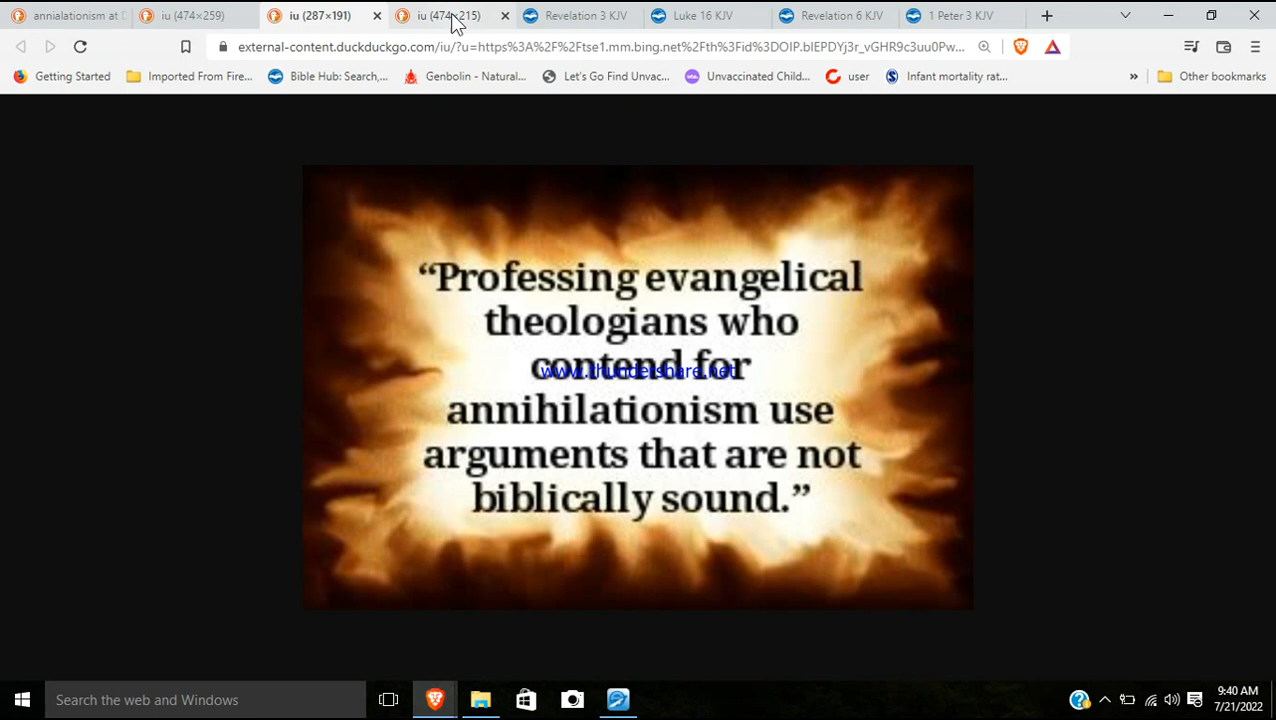 annialationism at D
iu (474×259)
iu (287×191)
iu (474×215)
Revelation 3 KJV
Luke 16 KJV
Revelation 6 KJV
1 Peter 3 KJV
external-content.duckduckgo.com/iu/?u=https%3A%2F%2Ftse1.mm.bing.net%2Fth%3Fid%3DOIP.blEPDYj3r_vGHR9c3uu0Pw...
Getting Started
Imported From Fire...
Bible Hub: Search,...
Genbolin - Natural...
Let's Go Find Unvac...
Unvaccinated Child...
user
Infant mortality rat...
»
Other bookmarks
“Professing evangelical
theologians who
contend for
www.thundershare.net
annihilationism use
arguments that are not
biblically sound.”
Search the web and Windows
9:40 AM
7/21/2022